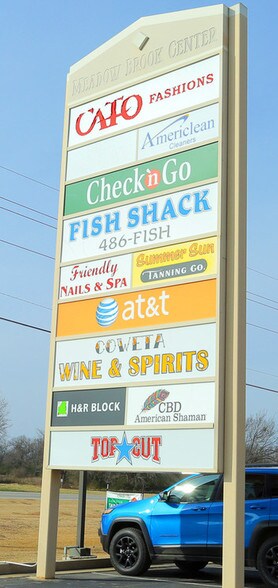 MEADOW BROOK CENTER
CATO FASHIONS
Americlean
Cleaners
Check 'n Go
FISH SHACK
486-FISH
Friendly
NAILS & SPA
Summer Sun
TANNING CO.
at&t
COWETA
WINE & SPIRITS
H&R BLOCK
CBD
American Shaman
TOP CUT